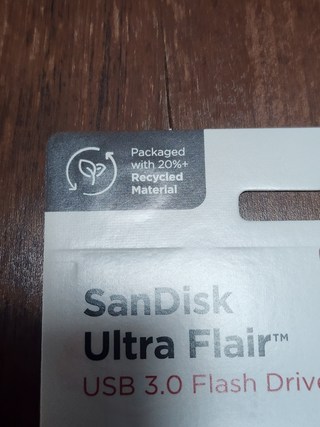 Packaged
with 20%+
Recycled
Material
SanDisk
Ultra Flair™
USB 3.0 Flash Drive